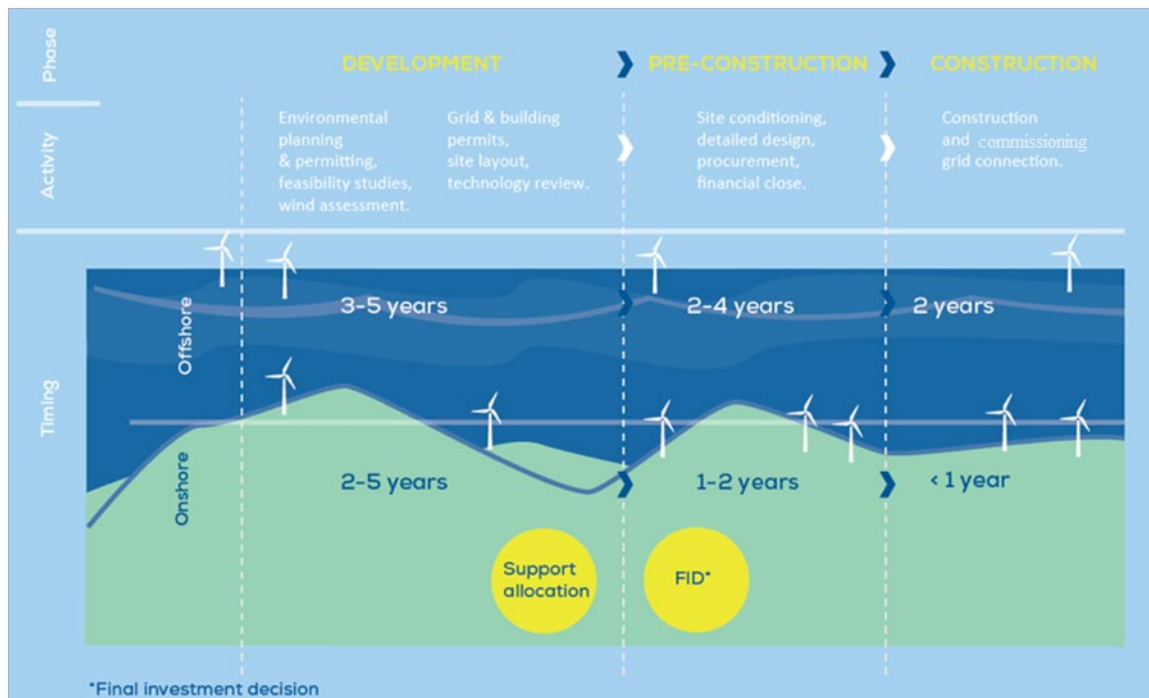 Phase
DEVELOPMENT
PRE-CONSTRUCTION
CONSTRUCTION
Activity
Environmental
planning
& permitting,
feasibility studies,
wind assessment.
Grid & building
permits,
site layout,
technology review.
Site conditioning,
detailed design,
procurement,
financial close.
Construction
and commissioning
grid connection.
Timing
Offshore
3-5 years
2-4 years
2 years
Onshore
2-5 years
1-2 years
< 1 year
Support
allocation
FID*
*Final investment decision